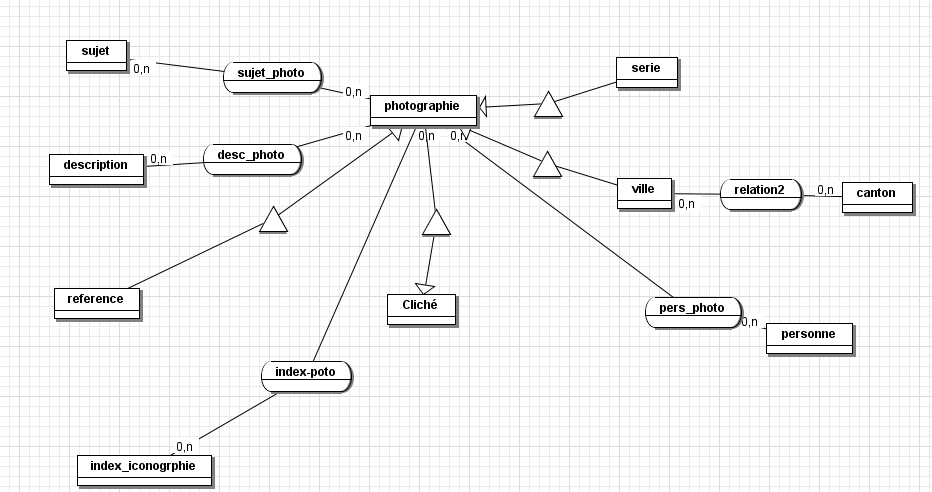 sujet
0,n
sujet_photo
0,n
serie
photographie
0,n
0,n
0,n
description
0,n
desc_photo
ville
0,n
relation2
0,n
canton
reference
Cliché
pers_photo
0,n
personne
index-poto
0,n
index_iconogrphie